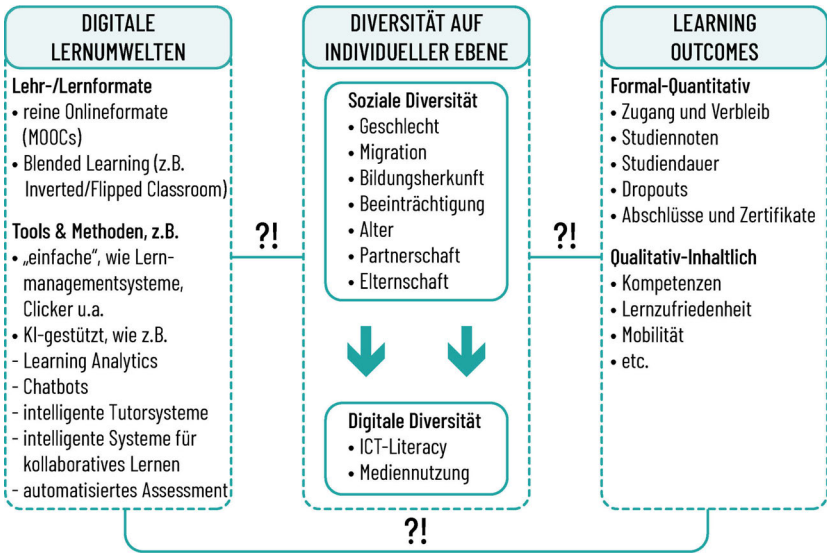 DIGITALE
LERNUMWELTEN
Lehr-/Lernformate
• reine Onlineformate
(MOOCs)
• Blended Learning (z.B.
Inverted/Flipped Classroom)
Tools & Methoden, z.B.
• „einfache“, wie Lern-
managementsysteme,
Clicker u.a.
• KI-gestützt, wie z.B.
- Learning Analytics
- Chatbots
- intelligente Tutorsysteme
- intelligente Systeme für
kollaboratives Lernen
- automatisiertes Assessment
?!
DIVERSITÄT AUF
INDIVIDUELLER EBENE
Soziale Diversität
• Geschlecht
• Migration
• Bildungsherkunft
• Beeinträchtigung
• Alter
• Partnerschaft
• Elternschaft
Digitale Diversität
• ICT-Literacy
• Mediennutzung
?!
LEARNING
OUTCOMES
Formal-Quantitativ
• Zugang und Verbleib
• Studiennoten
• Studiendauer
• Dropouts
• Abschlüsse und Zertifikate
Qualitativ-Inhaltlich
• Kompetenzen
• Lernzufriedenheit
• Mobilität
• etc.
?!